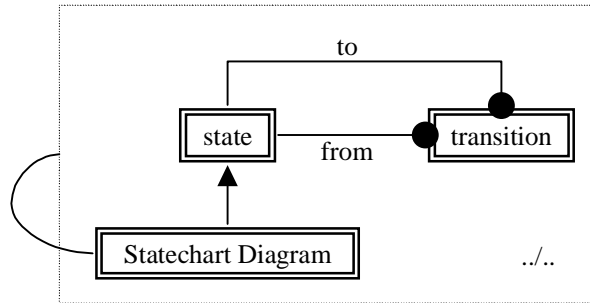 to
state
transition
from
Statechart Diagram
../..